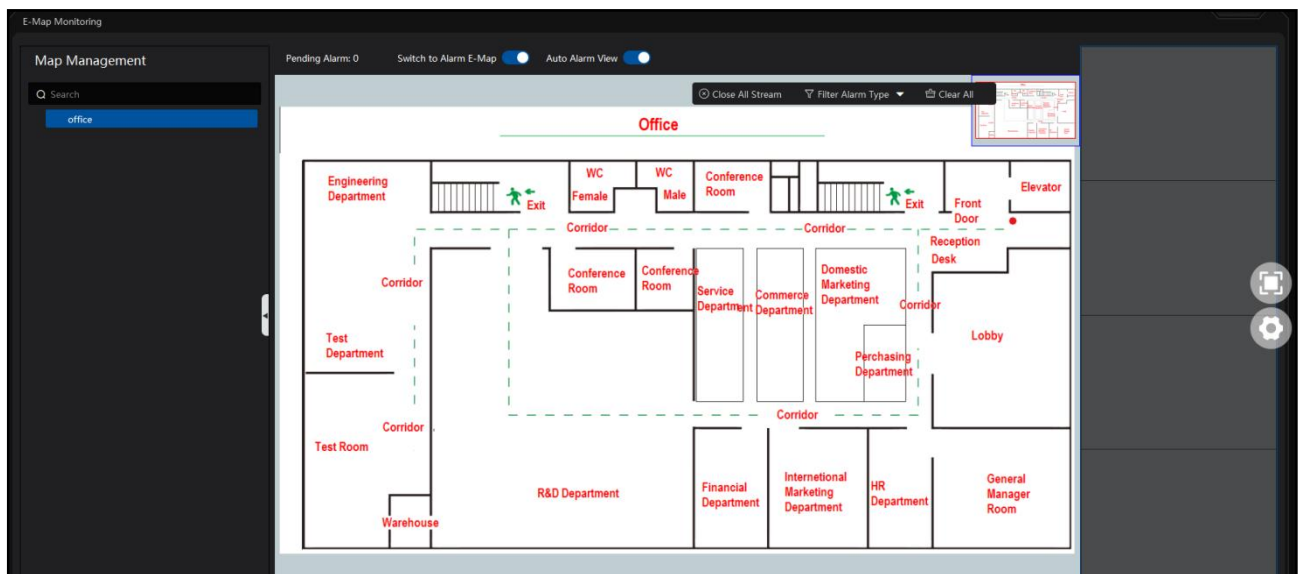 E-Map Monitoring
Map Management
Pending Alarm: 0
Switch to Alarm E-Map
Auto Alarm View
Search
Close All Stream
Filter Alarm Type
Clear All
office
Office
Engineering
Department
WC
Female
WC
Male
Conference
Room
Exit
Exit
Front
Door
Elevator
Corridor
Corridor
Reception
Desk
Corridor
Conference
Room
Conference
Room
Service
Department
Commerce
Department
Domestic
Marketing
Department
Corridor
Lobby
Test
Department
Perchasing
Department
Corridor
Corridor
Test Room
R&D Department
Financial
Department
Internetional
Marketing
Department
HR
Department
General
Manager
Room
Warehouse